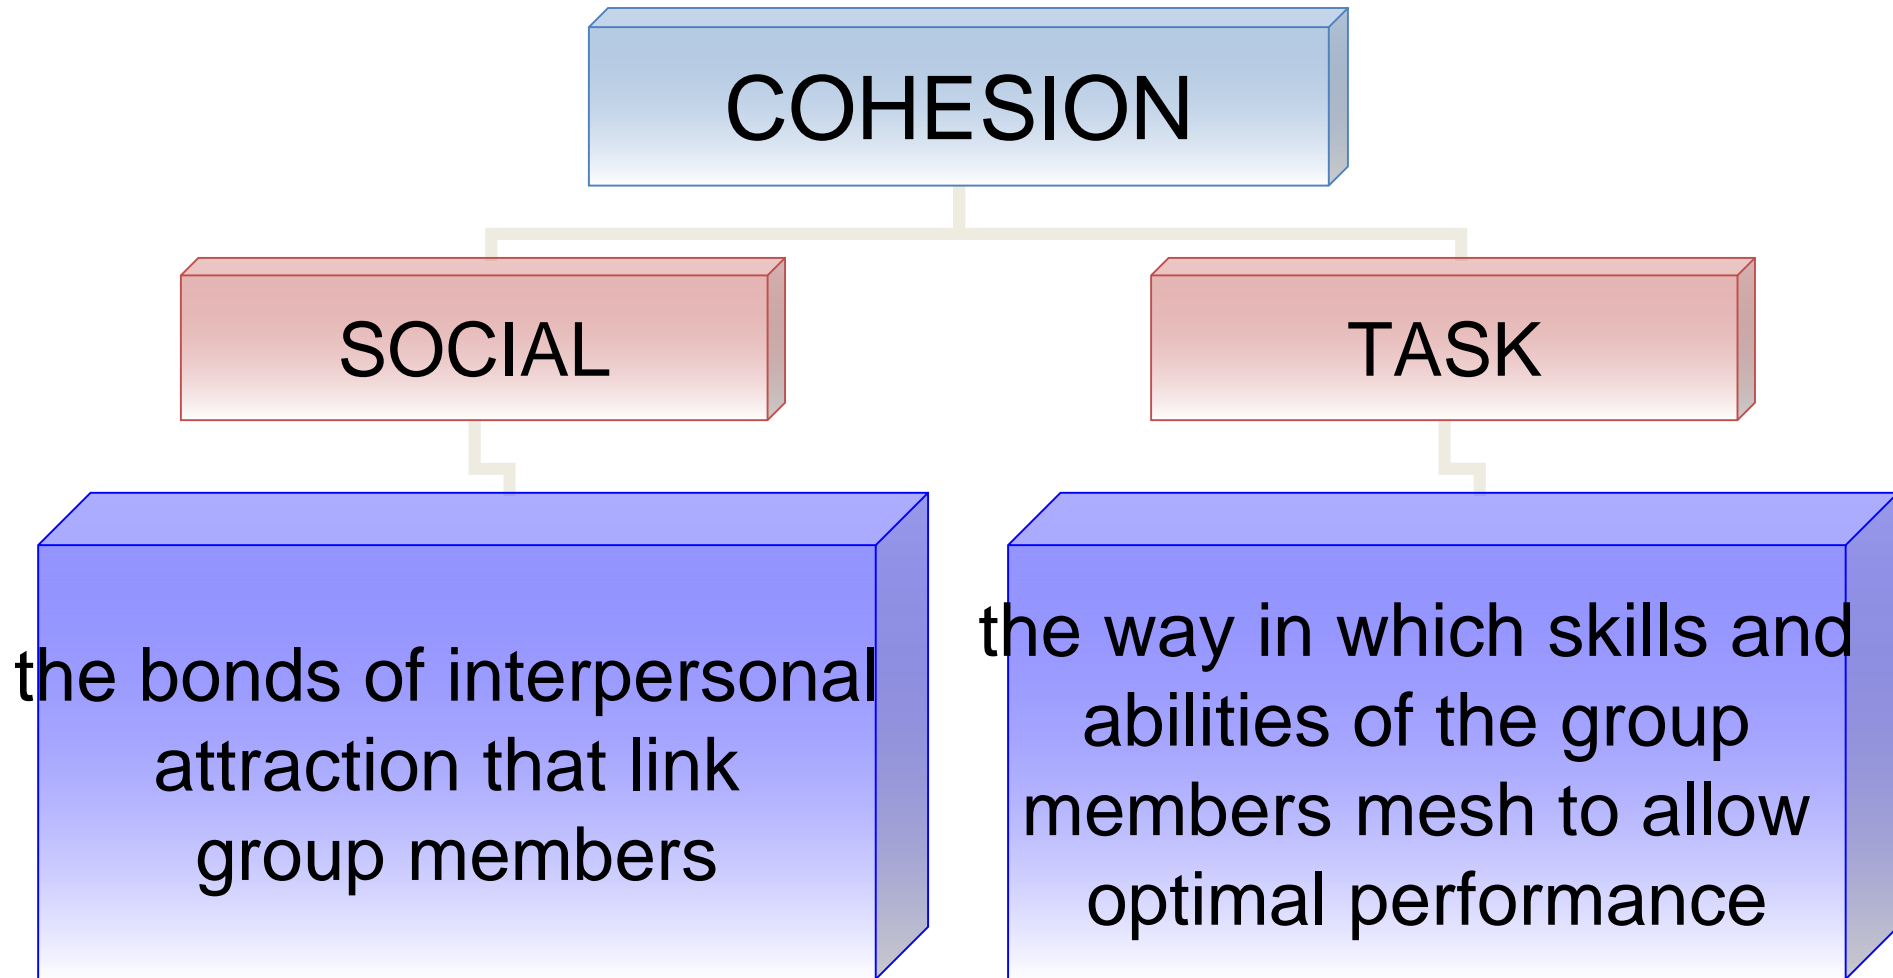 COHESION
SOCIAL
TASK
the bonds of interpersonal
attraction that link
group members
the way in which skills and
abilities of the group
members mesh to allow
optimal performance